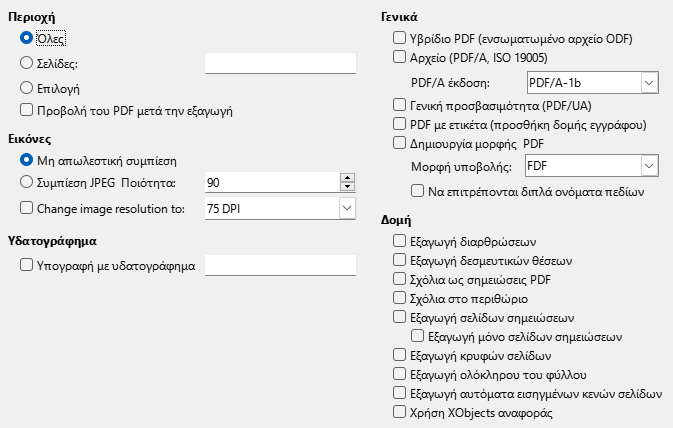 Περιοχή
Όλες
Σελίδες:
Επιλογή
Προβολή του PDF μετά την εξαγωγή
Εικόνες
Μη απωλεστική συμπίεση
Συμπίεση JPEG Ποιότητα: 90
Change image resolution to: 75 DPI
Υδατογράφημα
Υπογραφή με υδατογράφημα
Γενικά
Υβρίδιο PDF (ενσωματωμένο αρχείο ODF)
Αρχείο (PDF/A, ISO 19005)
PDF/A έκδοση: PDF/A-1b
Γενική προσβασιμότητα (PDF/UA)
PDF με ετικέτα (προσθήκη δομής εγγράφου)
Δημιουργία μορφής PDF
Μορφή υποβολής: FDF
Να επιτρέπονται διπλά ονόματα πεδίων
Δομή
Εξαγωγή διαρθρώσεων
Εξαγωγή δεσμευτικών θέσεων
Σχόλια ως σημειώσεις PDF
Σχόλια στο περιθώριο
Εξαγωγή σελίδων σημειώσεων
Εξαγωγή μόνο σελίδων σημειώσεων
Εξαγωγή κρυφών σελίδων
Εξαγωγή ολόκληρου του φύλλου
Εξαγωγή αυτόματα εισηγμένων κενών σελίδων
Χρήση XObjects αναφοράς